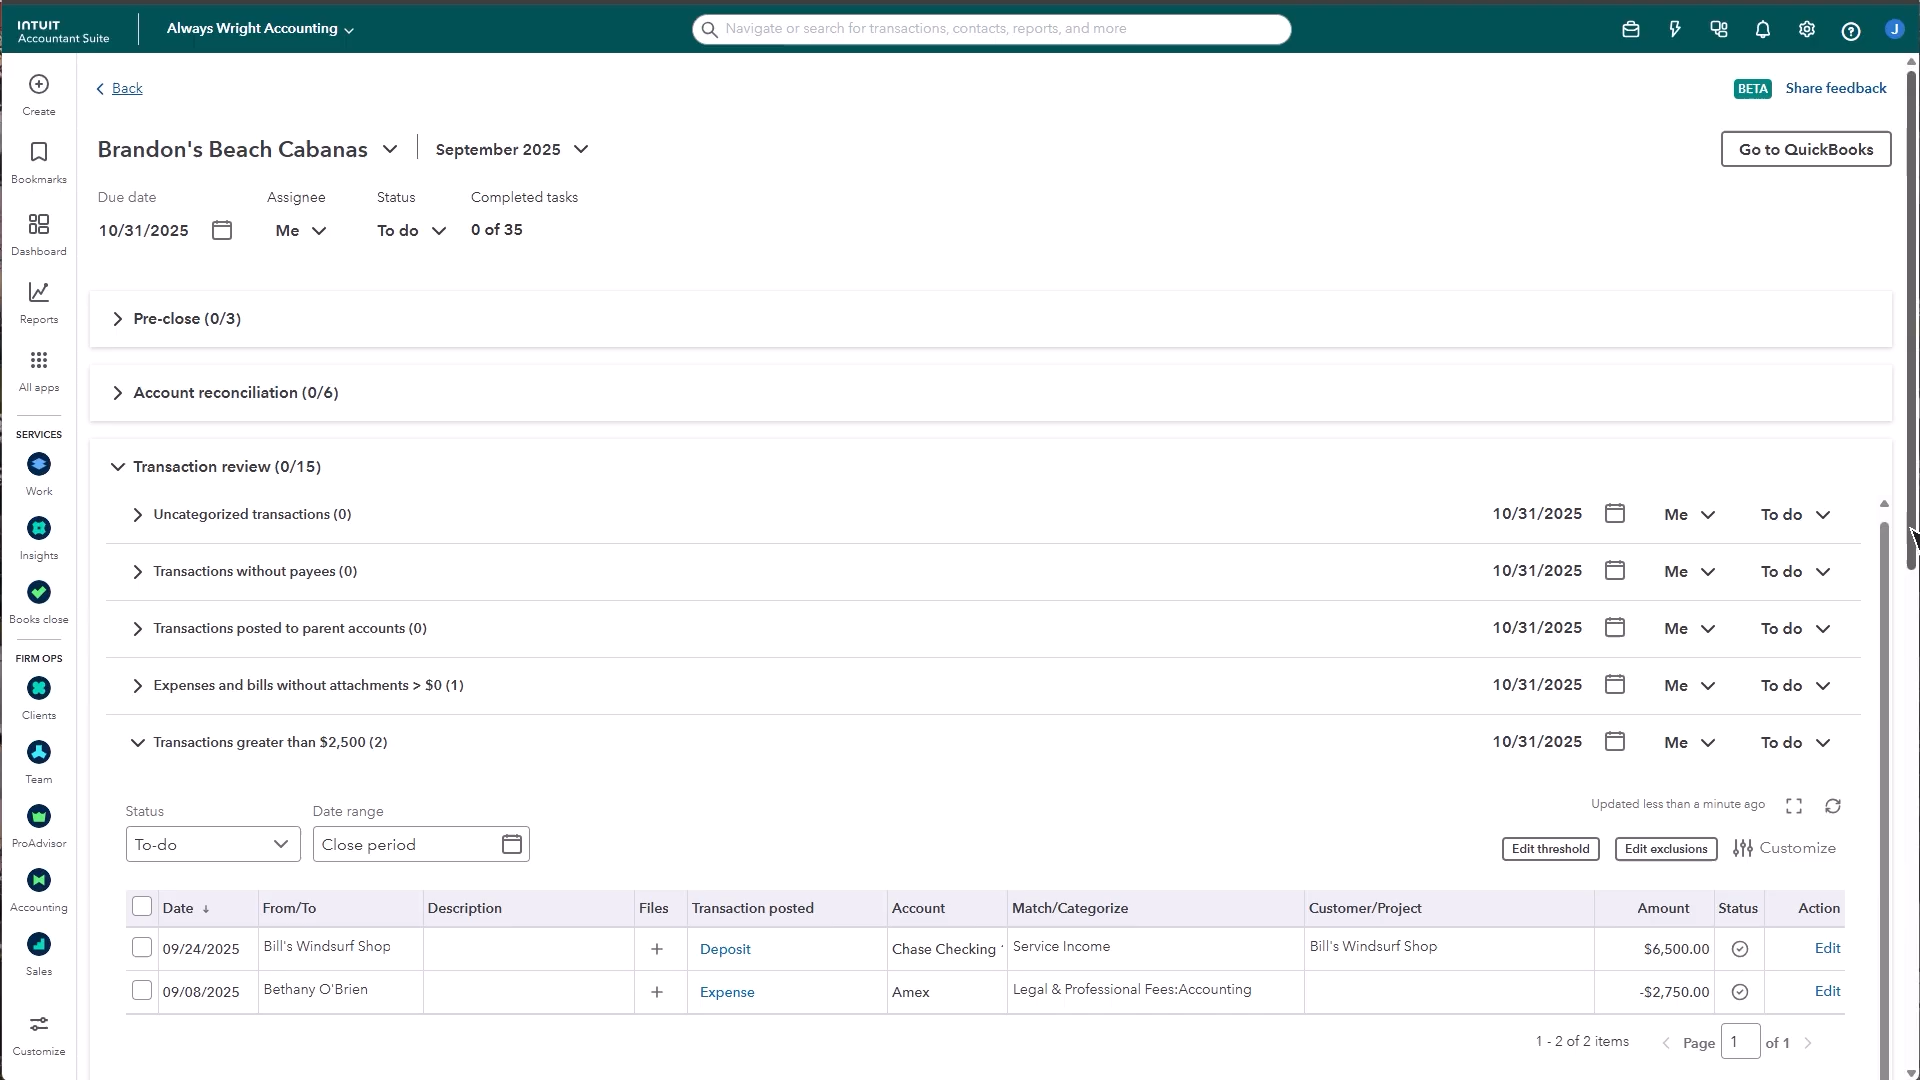 INTUIT
Accountant Suite
Always Wright Accounting
Navigate or search for transactions, contacts, reports, and more
J
Create
Bookmarks
Dashboard
Reports
All apps
SERVICES
Work
Insights
Books close
FIRM OPS
Clients
Team
ProAdvisor
Accounting
Sales
Customize
Back
BETA Share feedback
Brandon's Beach Cabanas September 2025
Go to QuickBooks
Due date Assignee Status Completed tasks
10/31/2025 Me To do 0 of 35
Pre-close (0/3)
Account reconciliation (0/6)
Transaction review (0/15)
Uncategorized transactions (0) 10/31/2025 Me To do
Transactions without payees (0) 10/31/2025 Me To do
Transactions posted to parent accounts (0) 10/31/2025 Me To do
Expenses and bills without attachments > $0 (1) 10/31/2025 Me To do
Transactions greater than $2,500 (2) 10/31/2025 Me To do
Status Date range
Updated less than a minute ago
To-do Close period
Edit threshold Edit exclusions Customize
Date From/To Description Files Transaction posted Account Match/Categorize Customer/Project Amount Status Action
09/24/2025 Bill's Windsurf Shop + Deposit Chase Checking Service Income Bill's Windsurf Shop $6,500.00 Edit
09/08/2025 Bethany O'Brien + Expense Amex Legal & Professional Fees:Accounting -$2,750.00 Edit
1 - 2 of 2 items Page 1 of 1